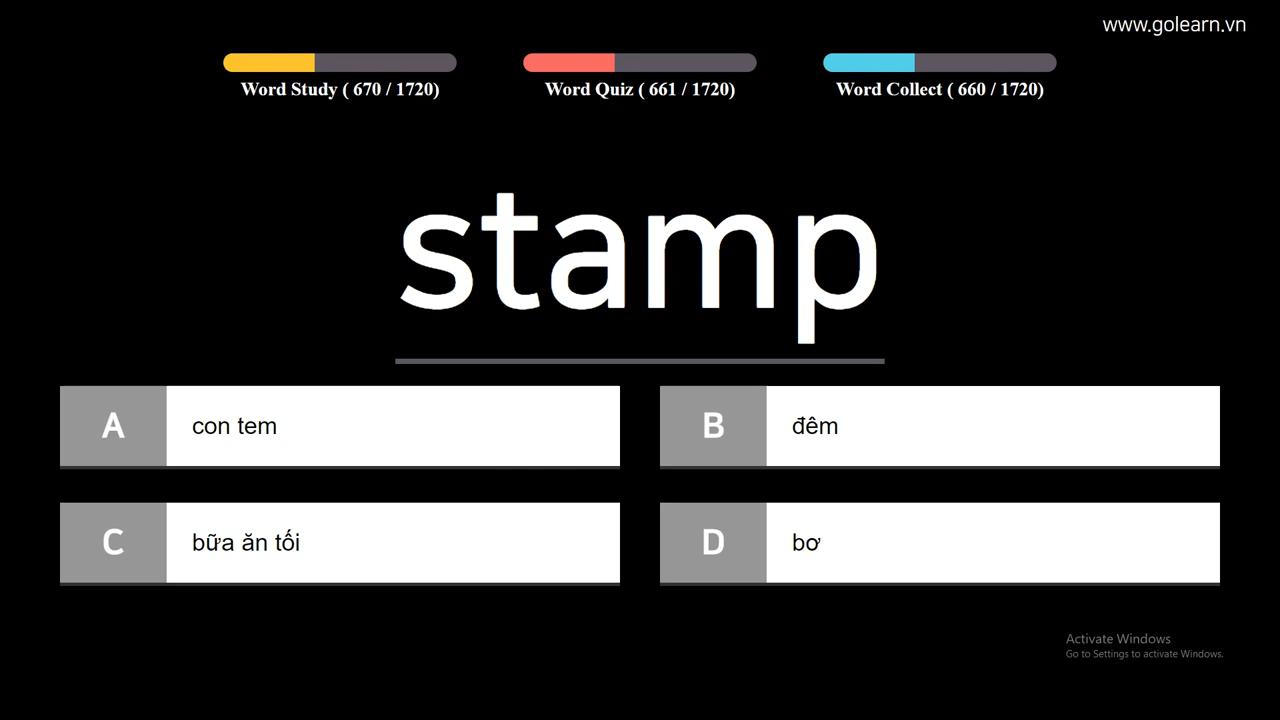 www.golearn.vn
Word Study ( 670 / 1720)
Word Quiz ( 661 / 1720)
Word Collect ( 660 / 1720)
stamp
A con tem
B đêm
C bữa ăn tối
D bơ
Activate Windows
Go to Settings to activate Windows.